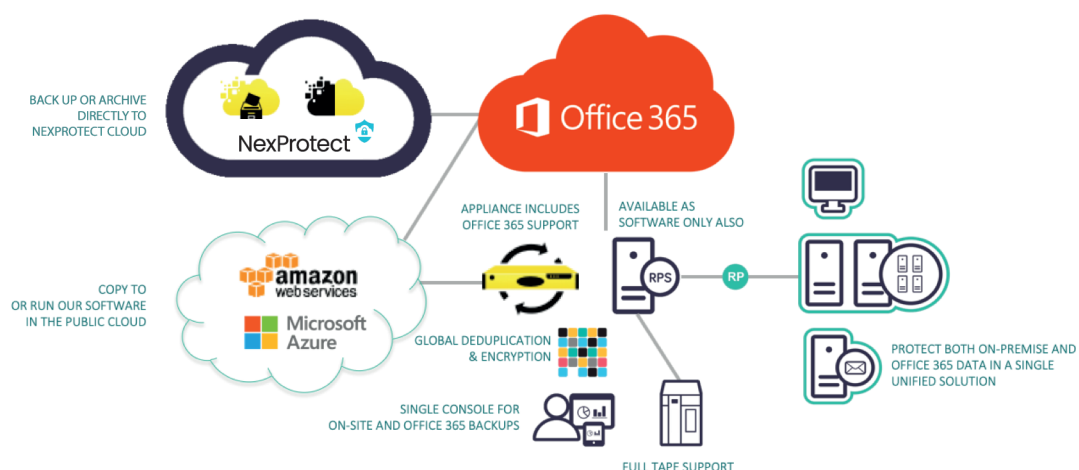 BACK UP OR ARCHIVE
DIRECTLY TO
NEXPROTECT CLOUD
NexProtect
Office 365
APPLIANCE INCLUDES
OFFICE 365 SUPPORT
AVAILABLE AS
SOFTWARE ONLY ALSO
COPY TO
OR RUN OUR SOFTWARE
IN THE PUBLIC CLOUD
amazon
webservices
Microsoft
Azure
RPS
RP
GLOBAL DEDUPLICATION
& ENCRYPTION
PROTECT BOTH ON-PREMISE AND
OFFICE 365 DATA IN A SINGLE
UNIFIED SOLUTION
SINGLE CONSOLE FOR
ON-SITE AND OFFICE 365 BACKUPS
FULL TAPE SUPPORT